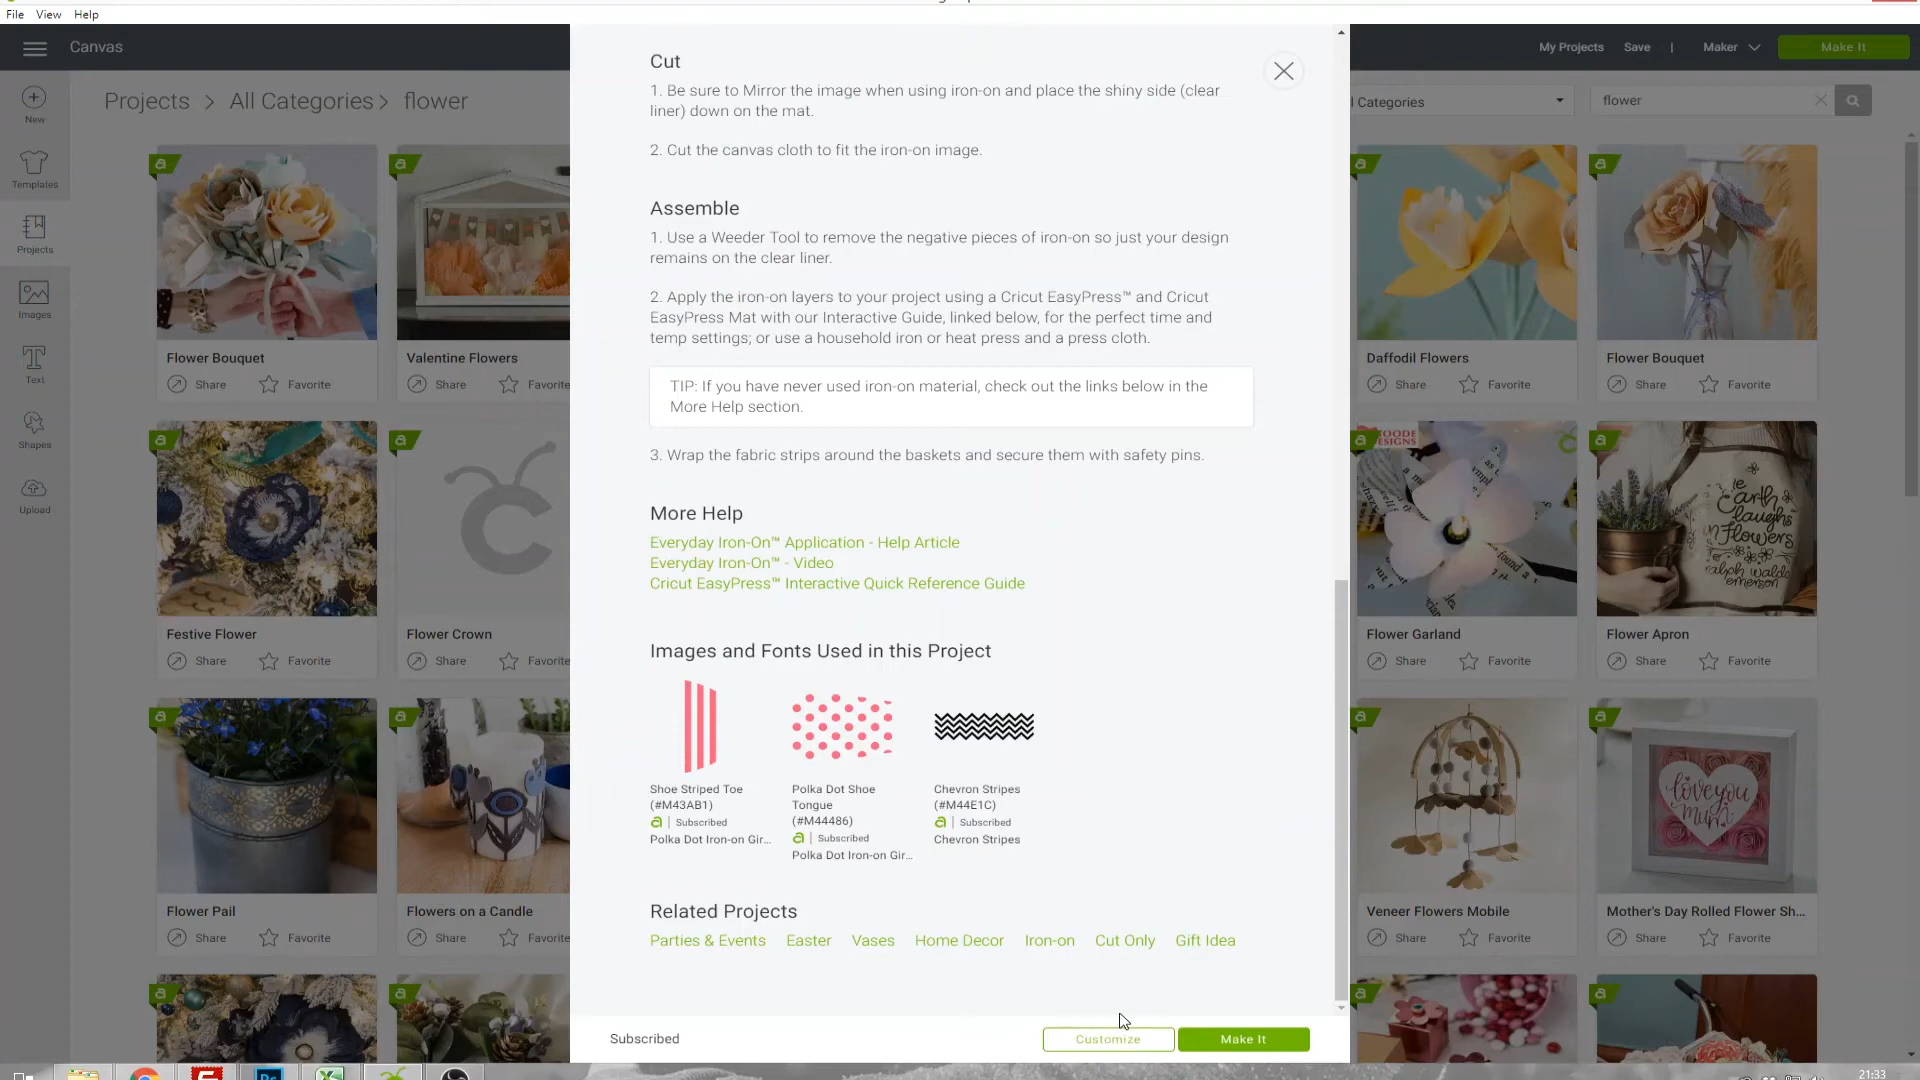 File View Help
Canvas
My Projects Save | Maker Make It
Projects > All Categories > flower
l Categories
flower
New
Templates
Projects
Images
Text
Shapes
Upload
Flower Bouquet
Share Favorite
Valentine Flowers
Share Favorite
Festive Flower
Share Favorite
Flower Crown
Share Favorite
Flower Pail
Share Favorite
Flowers on a Candle
Share Favorite
Cut
1. Be sure to Mirror the image when using iron-on and place the shiny side (clear
liner) down on the mat.
2. Cut the canvas cloth to fit the iron-on image.
Assemble
1. Use a Weeder Tool to remove the negative pieces of iron-on so just your design
remains on the clear liner.
2. Apply the iron-on layers to your project using a Cricut EasyPress™ and Cricut
EasyPress Mat with our Interactive Guide, linked below, for the perfect time and
temp settings; or use a household iron or heat press and a press cloth.
TIP: If you have never used iron-on material, check out the links below in the
More Help section.
3. Wrap the fabric strips around the baskets and secure them with safety pins.
More Help
Everyday Iron-On™ Application - Help Article
Everyday Iron-On™ - Video
Cricut EasyPress™ Interactive Quick Reference Guide
Images and Fonts Used in this Project
Shoe Striped Toe
(#M43AB1)
a | Subscribed
Polka Dot Iron-on Gir...
Polka Dot Shoe
Tongue
(#M44486)
a | Subscribed
Polka Dot Iron-on Gir...
Chevron Stripes
(#M44E1C)
a | Subscribed
Chevron Stripes
Related Projects
Parties & Events Easter Vases Home Decor Iron-on Cut Only Gift Idea
Subscribed
Customize Make It
Daffodil Flowers
Share Favorite
Flower Bouquet
Share Favorite
Flower Garland
Share Favorite
earth
laughs
in Flowers
ralph waldo
emerson
Flower Apron
Share Favorite
Veneer Flowers Mobile
Share Favorite
love you
mum
Mother's Day Rolled Flower Sh...
Share Favorite
21:33